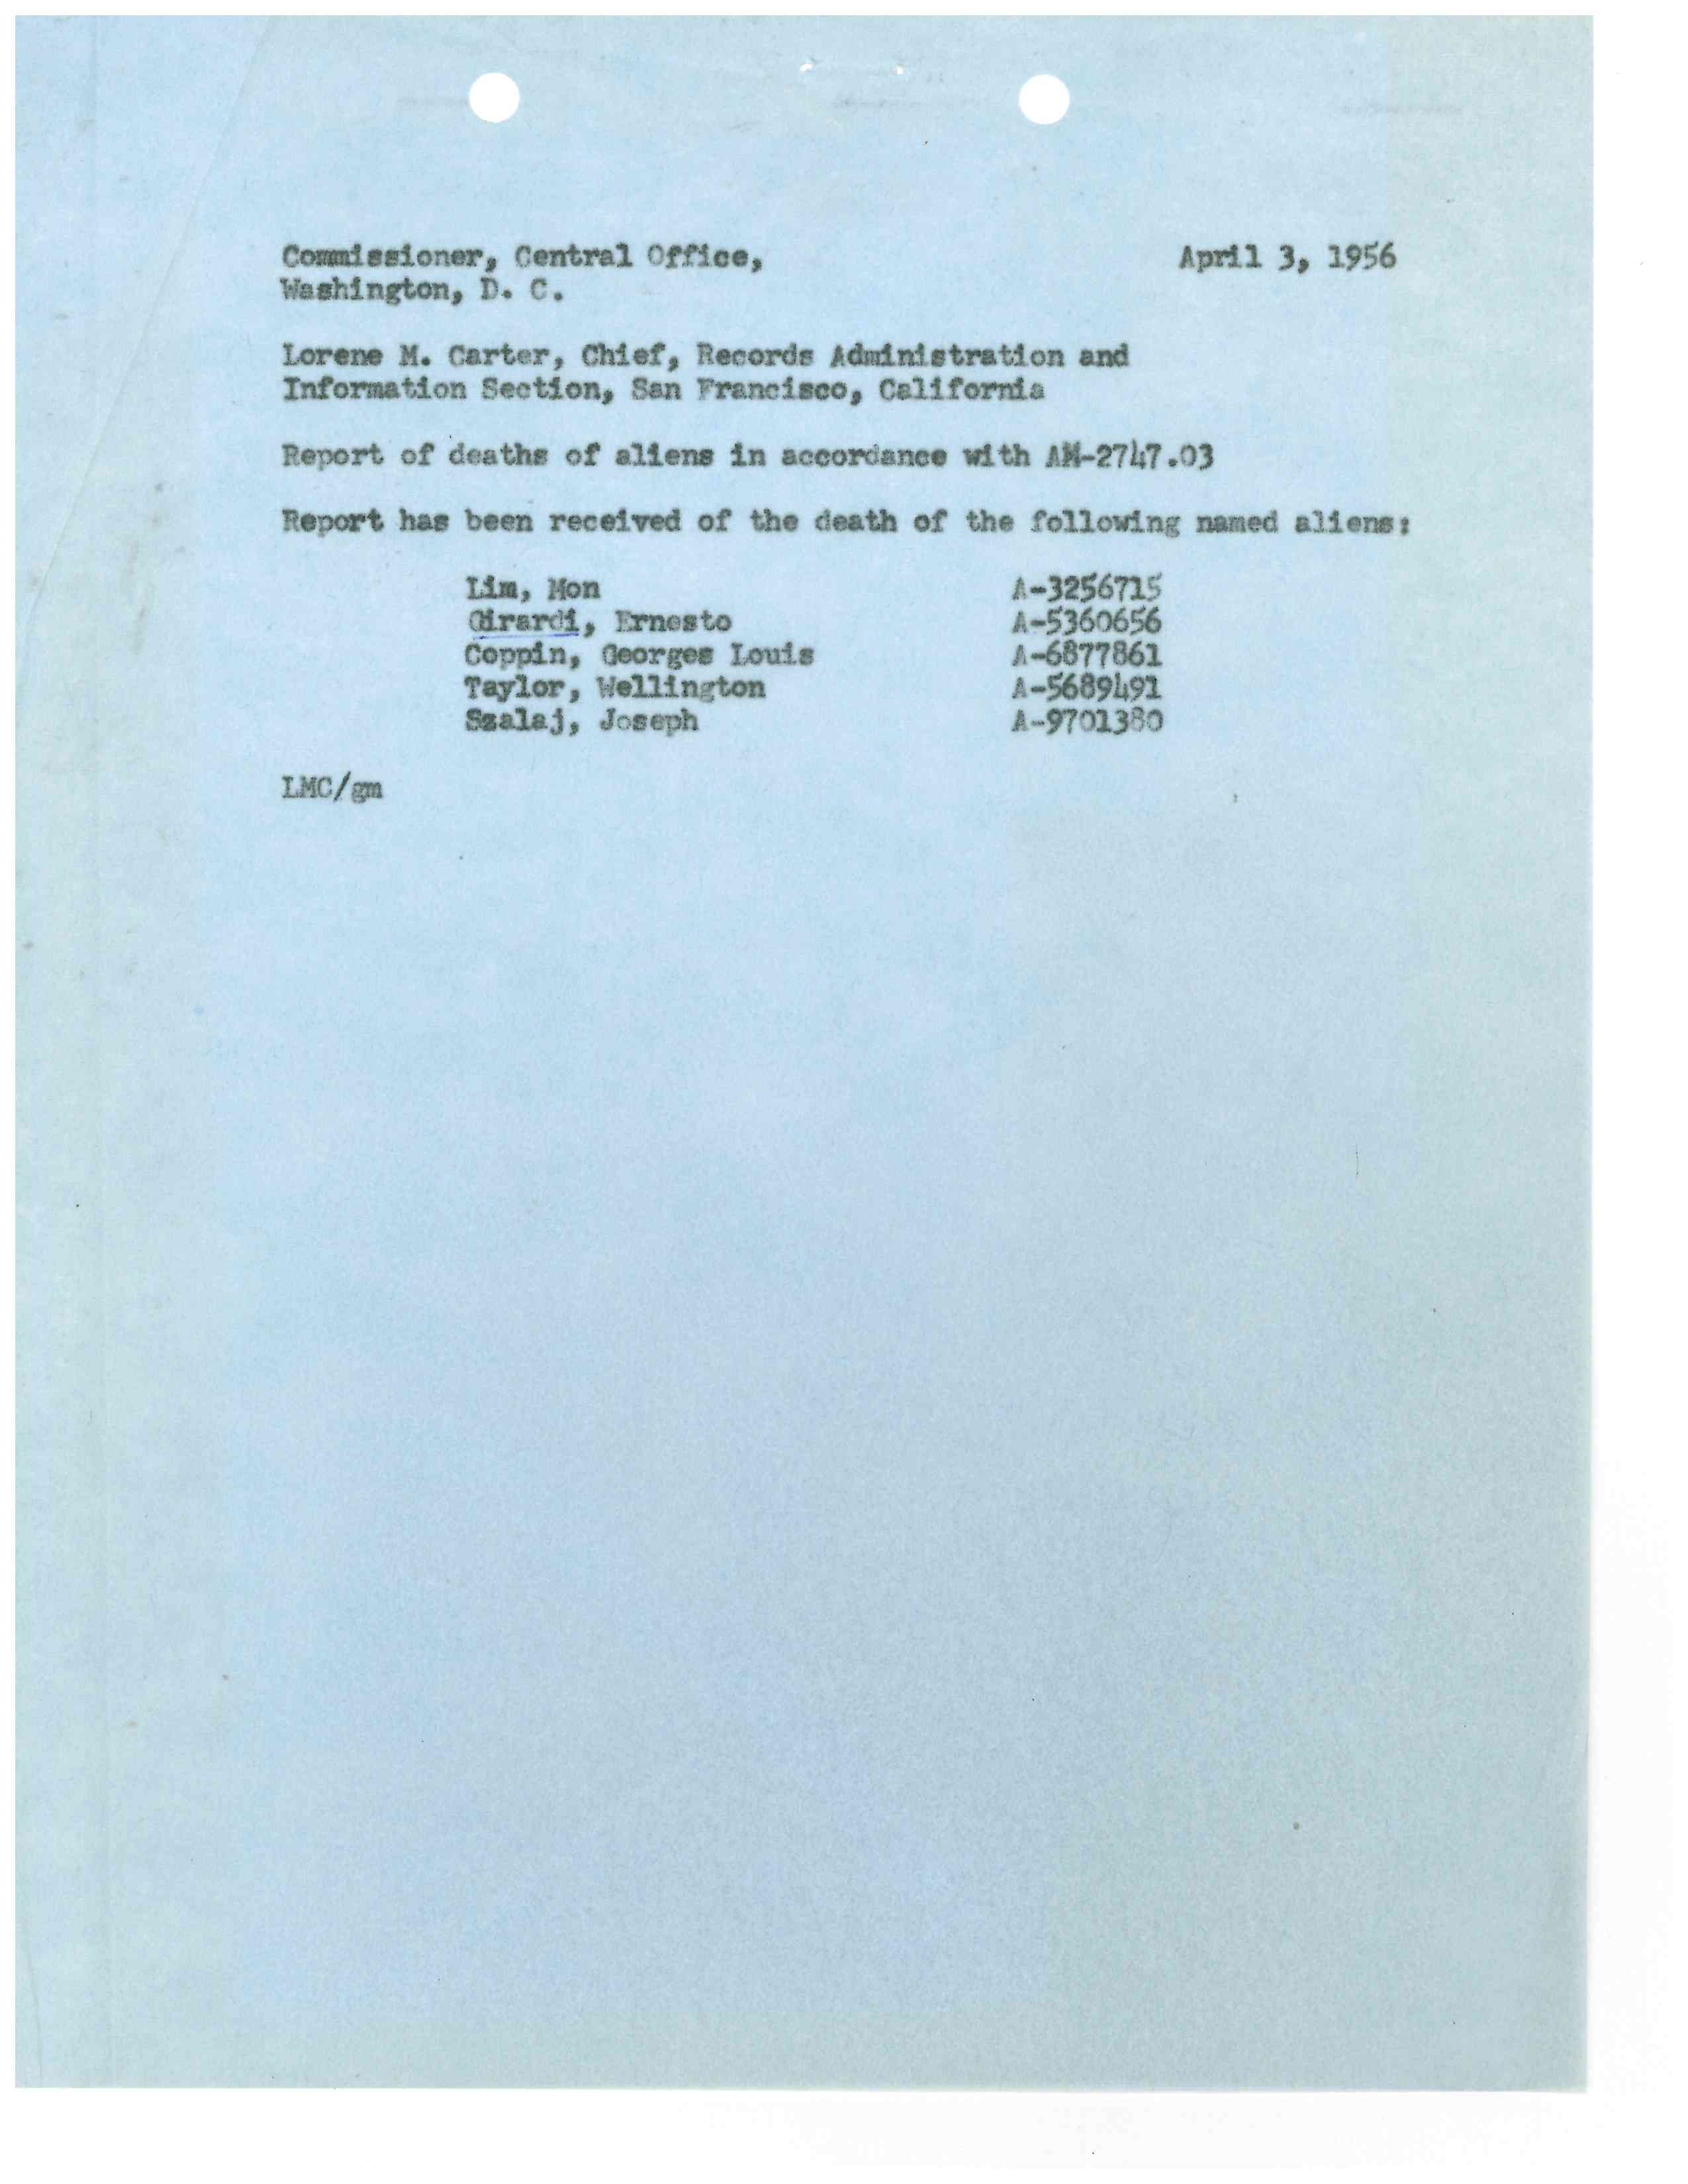 Commissioner, Central Office, April 3, 1956
Washington, D. C.
Lorene M. Carter, Chief, Records Administration and
Information Section, San Francisco, California
Report of deaths of aliens in accordance with AM-2747.03
Report has been received of the death of the following named aliens:
Lim, Mon A-3256715
Girardi, Ernesto A-5360656
Coppin, Georges Louis A-6877861
Taylor, Wellington A-5689491
Szalaj, Joseph A-9701380
LMC/gm